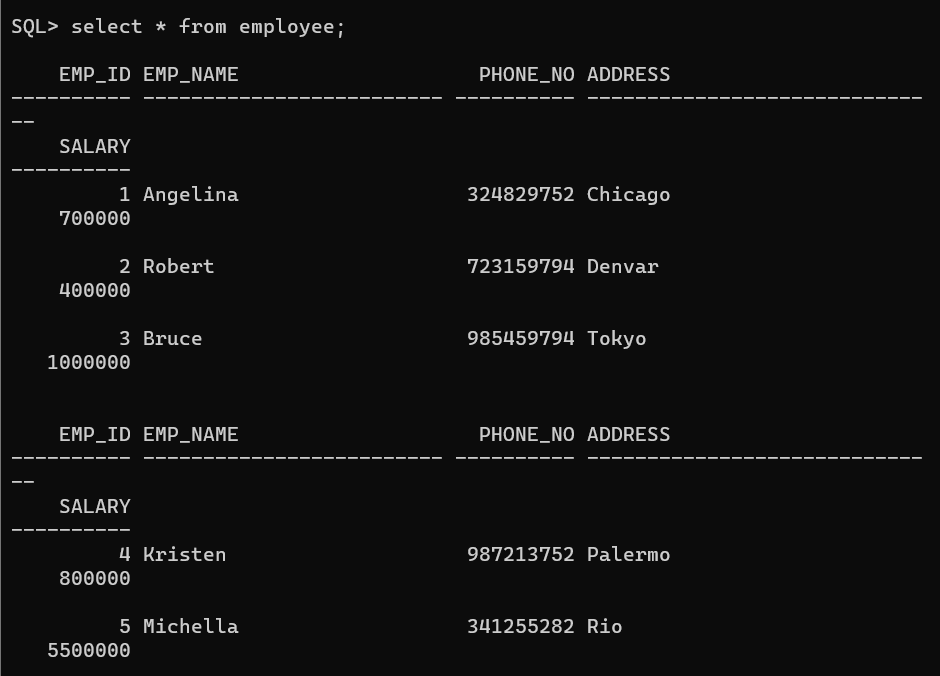 SQL> select * from employee;
EMP_ID EMP_NAME PHONE_NO ADDRESS
---------- ------------------------- ---------- ----------------------------
--
SALARY
----------
1 Angelina 324829752 Chicago
700000
2 Robert 723159794 Denvar
400000
3 Bruce 985459794 Tokyo
1000000
EMP_ID EMP_NAME PHONE_NO ADDRESS
---------- ------------------------- ---------- ----------------------------
--
SALARY
----------
4 Kristen 987213752 Palermo
800000
5 Michella 341255282 Rio
5500000